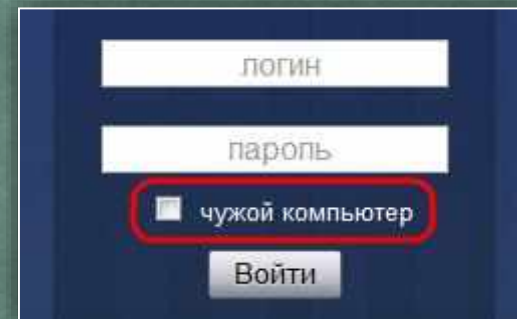 логин
пароль
чужой компьютер
Войти